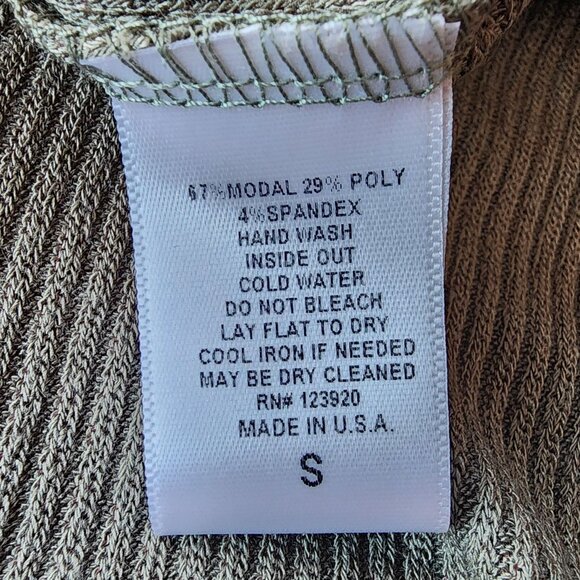 67% MODAL 29% POLY
4% SPANDEX
HAND WASH
INSIDE OUT
COLD WATER
DO NOT BLEACH
LAY FLAT TO DRY
COOL IRON IF NEEDED
MAY BE DRY CLEANED
RN# 123920
MADE IN U.S.A.
S